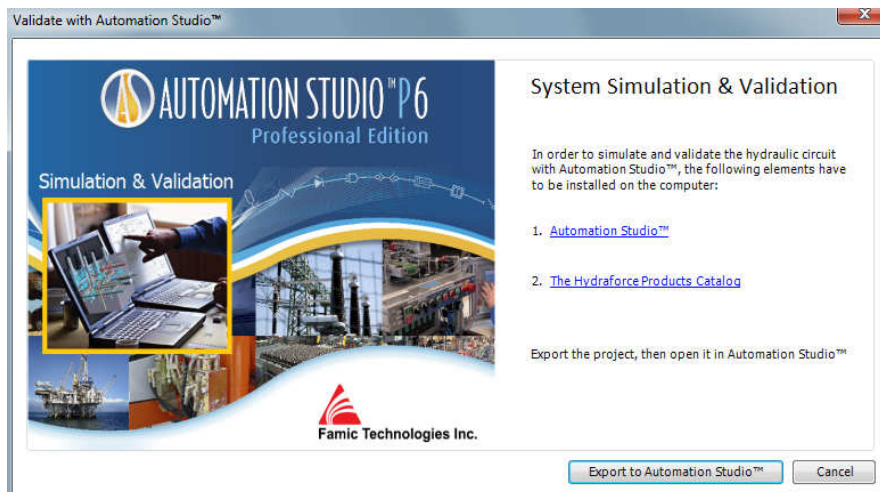 Validate with Automation Studio™
AUTOMATION STUDIO™P6
Professional Edition
Simulation & Validation
Famic Technologies Inc.
System Simulation & Validation
In order to simulate and validate the hydraulic circuit
with Automation Studio™, the following elements have
to be installed on the computer:
1. Automation Studio™
2. The Hydraforce Products Catalog
Export the project, then open it in Automation Studio™
Export to Automation Studio™
Cancel